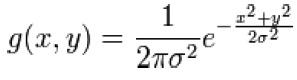 g(x, y) = \frac{1}{2\pi\sigma^2} e^{-\frac{x^2+y^2}{2\sigma^2}}